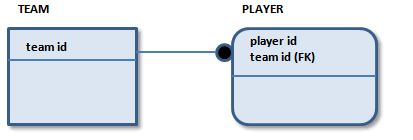 TEAM
PLAYER
team id
player id
team id (FK)